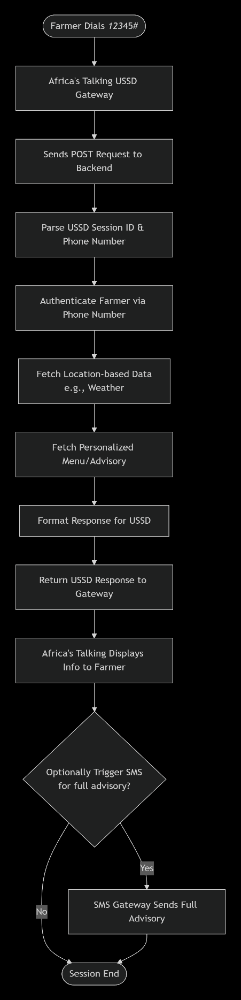 Farmer Dials 12345#
Africa's Talking USSD
Gateway
Sends POST Request to
Backend
Parse USSD Session ID &
Phone Number
Authenticate Farmer via
Phone Number
Fetch Location-based Data
e.g., Weather
Fetch Personalized
Menu/Advisory
Format Response for USSD
Return USSD Response to
Gateway
Africa's Talking Displays
Info to Farmer
Optionally Trigger SMS
for full advisory?
Yes
SMS Gateway Sends Full
Advisory
No
Session End